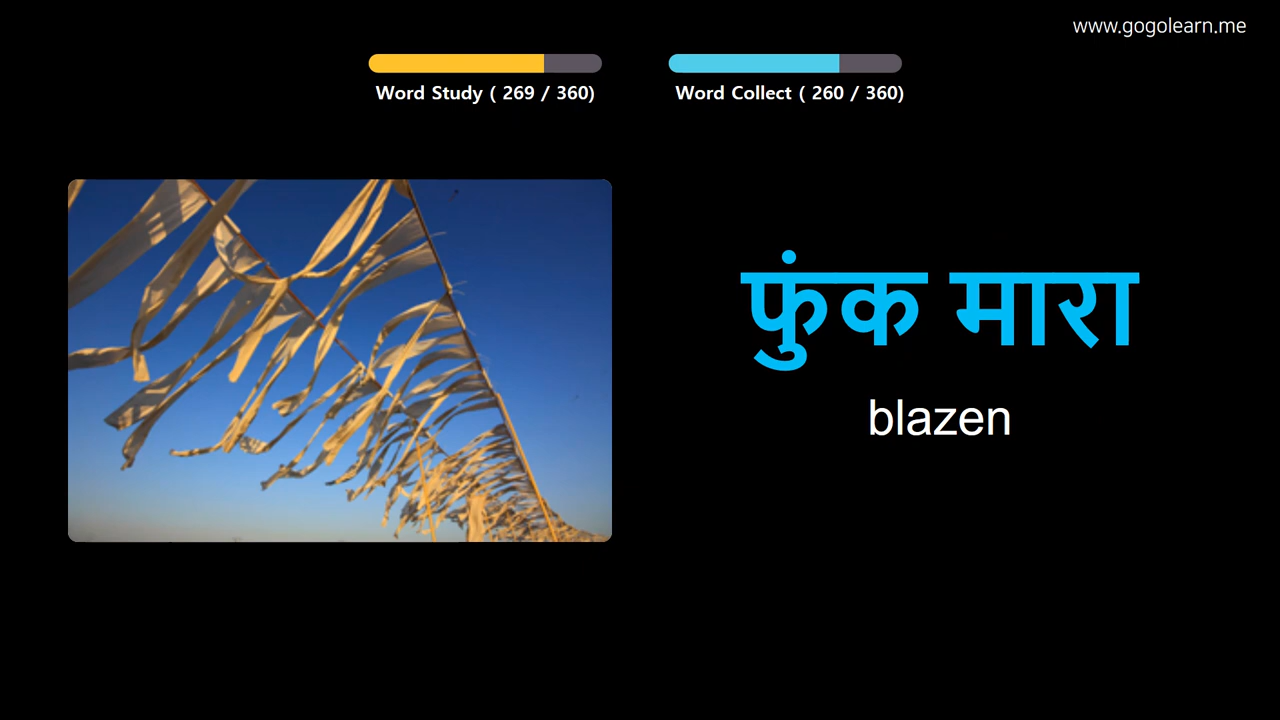 www.gogolearn.me
Word Study ( 269 / 360)
Word Collect ( 260 / 360)
फुंक मारा
blazen